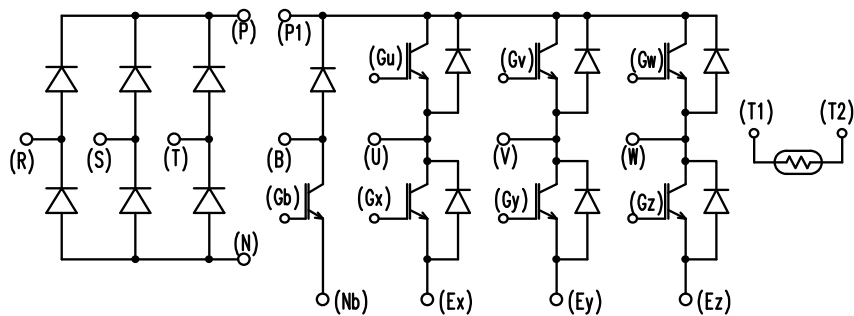 (P) (P1)
(Gu) (Gv) (Gw)
(T1) (T2)
(R) (S) (T) (B) (U) (V) (W)
(Gb) (Gx) (Gy) (Gz)
(N)
(Nb) (Ex) (Ey) (Ez)